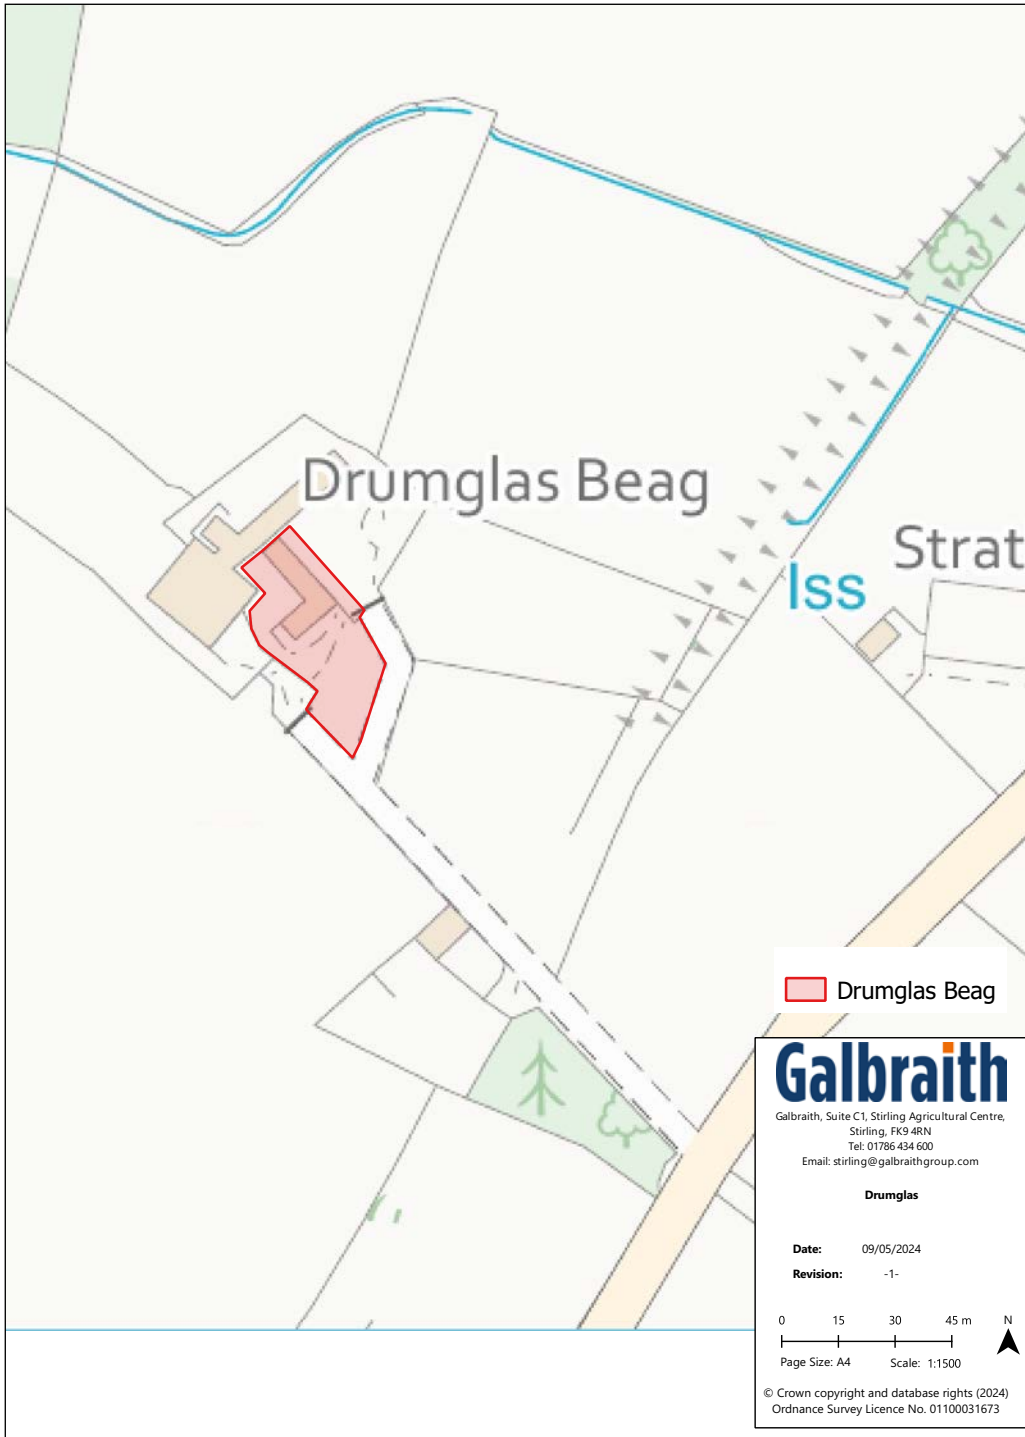 Drumglas Beag
Strat
Iss
Drumglas Beag
Galbraith
Galbraith, Suite C1, Stirling Agricultural Centre,
Stirling, FK9 4RN
Tel: 01786 434 600
Email: stirling@galbraithgroup.com
Drumglas
Date: 09/05/2024
Revision: -1-
0 15 30 45 m N
Page Size: A4 Scale: 1:1500
© Crown copyright and database rights (2024)
Ordnance Survey Licence No. 01100031673